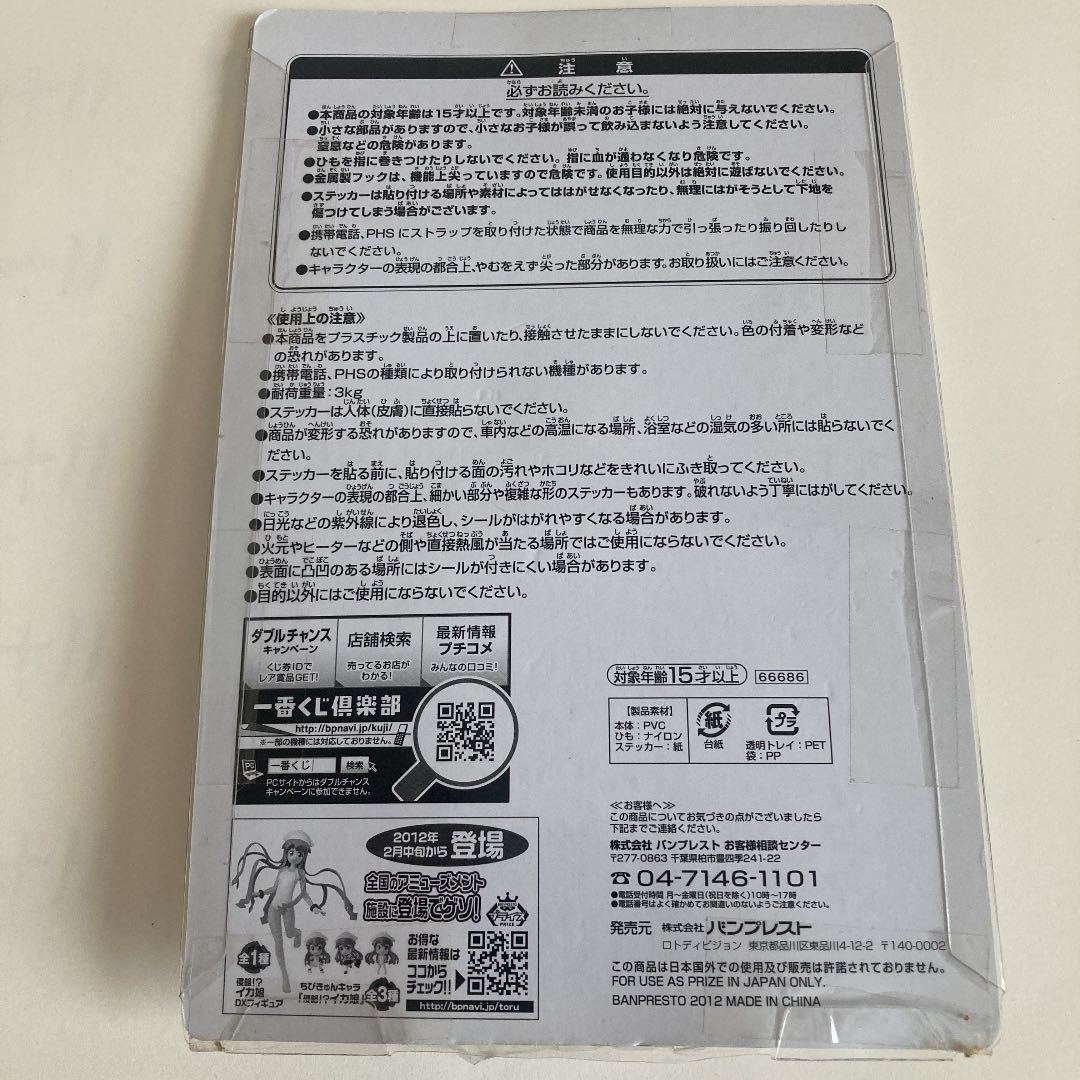 ⚠ 注意
必ずお読みください。
●本商品の対象年齢は15才以上です。対象年齢未満のお子様には絶対に与えないでください。
●小さな部品がありますので、小さなお子様が誤って飲み込まないよう注意してください。
窒息などの危険があります。
●ひもを指に巻きつけたりしないでください。指に血が通わなくなり危険です。
●金属製フックは、機能上尖っていますので危険です。使用目的以外は絶対に遊ばないでください。
●ステッカーは貼り付ける場所や素材によってははがせなくなったり、無理にはがそうとして下地を
傷つけてしまう場合がございます。
●携帯電話、PHSにストラップを取り付けた状態で商品を無理な力で引っ張ったり振り回したりし
ないでください。
●キャラクターの表現の都合上、やむをえず尖った部分があります。お取り扱いにはご注意ください。
《使用上の注意》
●本商品をプラスチック製品の上に置いたり、接触させたままにしないでください。色の付着や変形など
の恐れがあります。
●携帯電話、PHSの種類により取り付けられない機種があります。
●耐荷重量:3kg
●ステッカーは人体(皮膚)に直接貼らないでください。
●商品が変形する恐れがありますので、車内などの高温になる場所、浴室などの湿気の多い所には貼らないでく
ださい。
●ステッカーを貼る前に、貼り付ける面の汚れやホコリなどをきれいにふき取ってください。
●キャラクターの表現の都合上、細かい部分や複雑な形のステッカーもあります。破れないよう丁寧にはがしてください。
●日光などの紫外線により退色し、シールがはがれやすくなる場合があります。
●火元やヒーターなどの側や直接熱風が当たる場所ではご使用にならないでください。
●表面に凸凹のある場所にはシールが付きにくい場合があります。
●目的以外にはご使用にならないでください。
ダブルチャンス
キャンペーン
くじ券IDで
レア賞品GET!
店舗検索
売ってるお店が
わかる!
最新情報
プチコメ
みんなの口コミ!
一番くじ倶楽部
http://bpnavi.jp/kuji/
※一部の機種には対応しておりません。
PC 一番くじ 検索
PCサイトからはダブルチャンス
キャンペーンに参加できません。
対象年齢15才以上 66686
【製品素材】
本体:PVC
ひも:ナイロン
ステッカー:紙
紙
台紙
プラ
透明トレイ:PET
袋:PP
2012年
2月中旬から 登場
全国のアミューズメント
施設に登場でゲソ!
プライズ
PRIZE
全1種
侵略!?
イカ娘
DXフィギュア
ちびきゅんキャラ
「侵略!?イカ娘」
全3種
お得な
最新情報は
ココから
チェック!!
http://bpnavi.jp/toru
≪お客様へ≫
この商品についてお気づきの点がございましたら
下記までご連絡ください。
株式会社 バンプレスト お客様相談センター
〒277-0863 千葉県柏市豊四季241-22
☎ 04-7146-1101
●電話受付時間 月~金曜日(祝日を除く)10時~17時
●電話番号はよく確かめてお間違いのないようご注意ください。
発売元 株式会社 バンプレスト
ロトディビジョン 東京都品川区東品川4-12-2 〒140-0002
この商品は日本国外での使用及び販売は許諾されておりません。
FOR USE AS PRIZE IN JAPAN ONLY.
BANPRESTO 2012 MADE IN CHINA